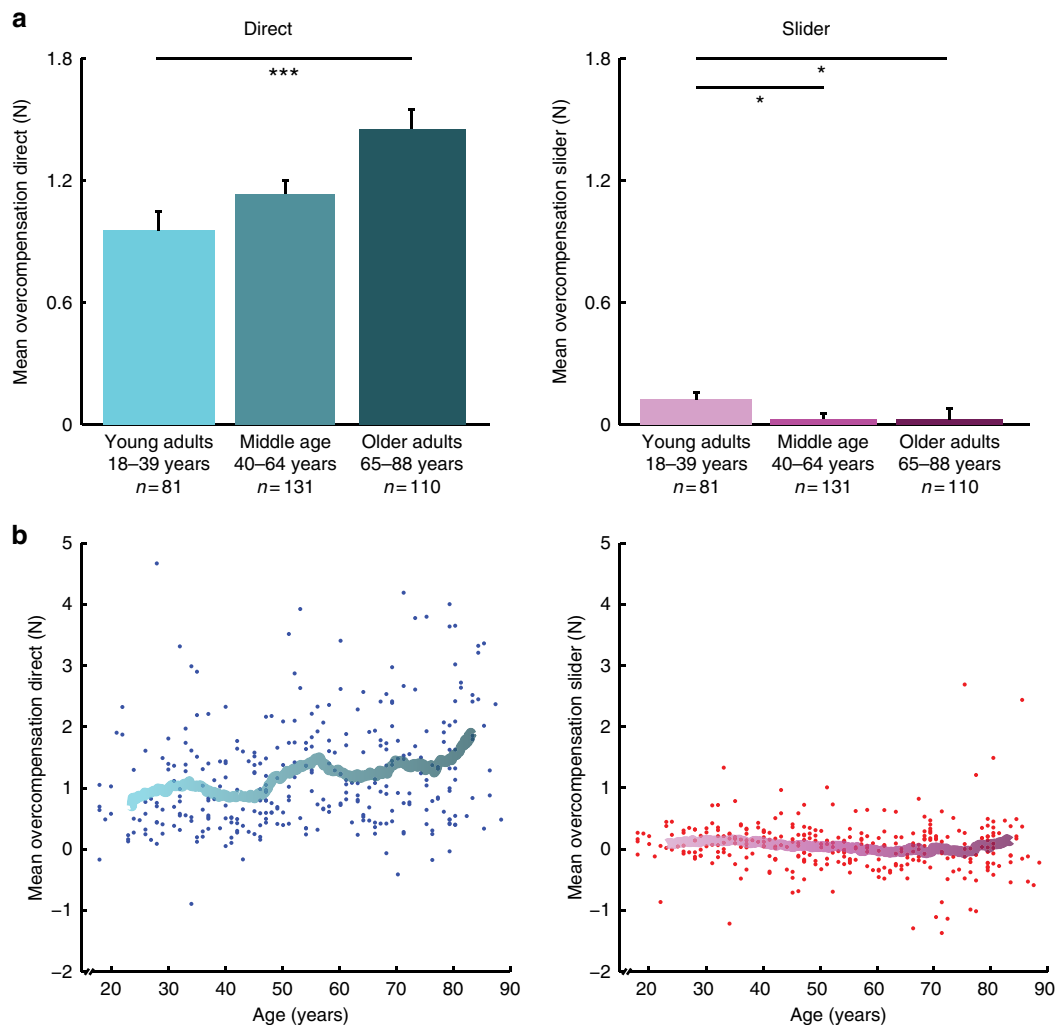 a
Direct
Slider
Mean overcompensation direct (N)
1.8
1.2
0.6
0
***
Young adults
18–39 years
n=81
Middle age
40–64 years
n=131
Older adults
65–88 years
n=110
Mean overcompensation slider (N)
1.8
1.2
0.6
0
*
*
Young adults
18–39 years
n=81
Middle age
40–64 years
n=131
Older adults
65–88 years
n=110
b
Mean overcompensation direct (N)
5
4
3
2
1
0
−1
−2
20 30 40 50 60 70 80 90
Age (years)
Mean overcompensation slider (N)
5
4
3
2
1
0
−1
−2
20 30 40 50 60 70 80 90
Age (years)